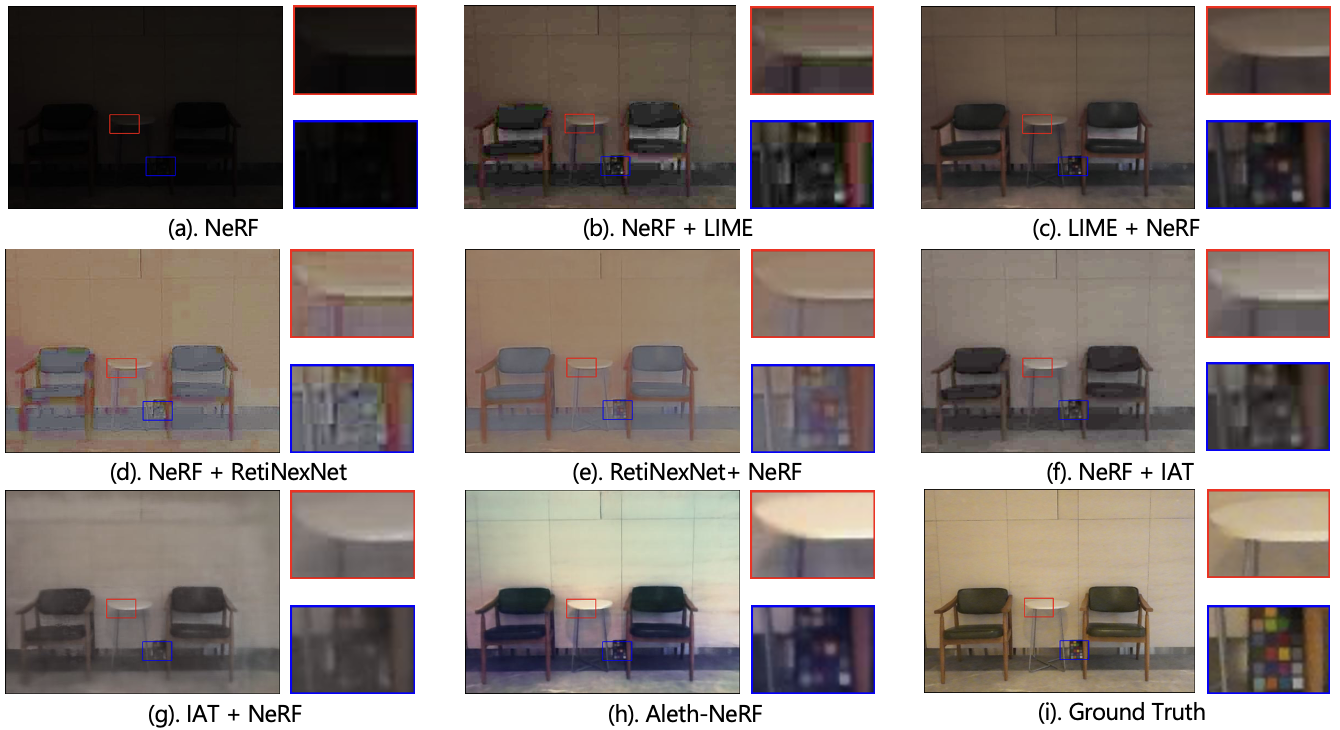 (a). NeRF
(b). NeRF + LIME
(c). LIME + NeRF
(d). NeRF + RetiNexNet
(e). RetiNexNet+ NeRF
(f). NeRF + IAT
(g). IAT + NeRF
(h). Aleth-NeRF
(i). Ground Truth